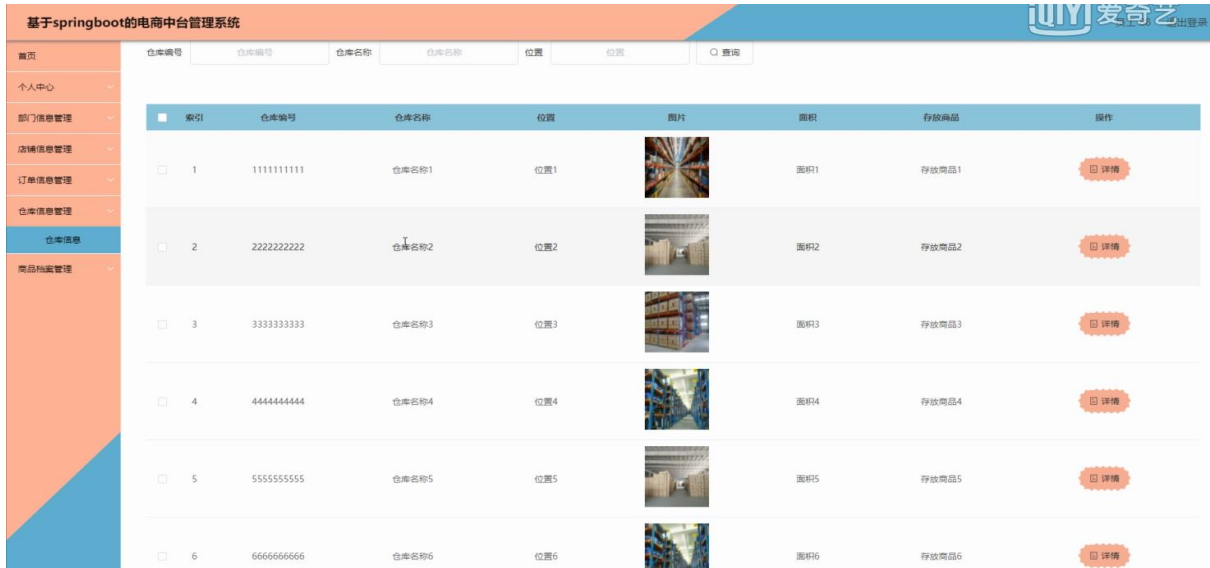 基于springboot的电商中台管理系统
iQIYI 爱奇艺
出登录
首页
个人中心
部门信息管理
店铺信息管理
订单信息管理
仓库信息管理
仓库信息
商品档案管理
仓库编号 仓库编号 仓库名称 仓库名称 位置 位置 查询
索引 仓库编号 仓库名称 位置 图片 面积 存放商品 操作
1 1111111111 仓库名称1 位置1 面积1 存放商品1 详情
2 2222222222 仓库名称2 位置2 面积2 存放商品2 详情
3 3333333333 仓库名称3 位置3 面积3 存放商品3 详情
4 4444444444 仓库名称4 位置4 面积4 存放商品4 详情
5 5555555555 仓库名称5 位置5 面积5 存放商品5 详情
6 6666666666 仓库名称6 位置6 面积6 存放商品6 详情